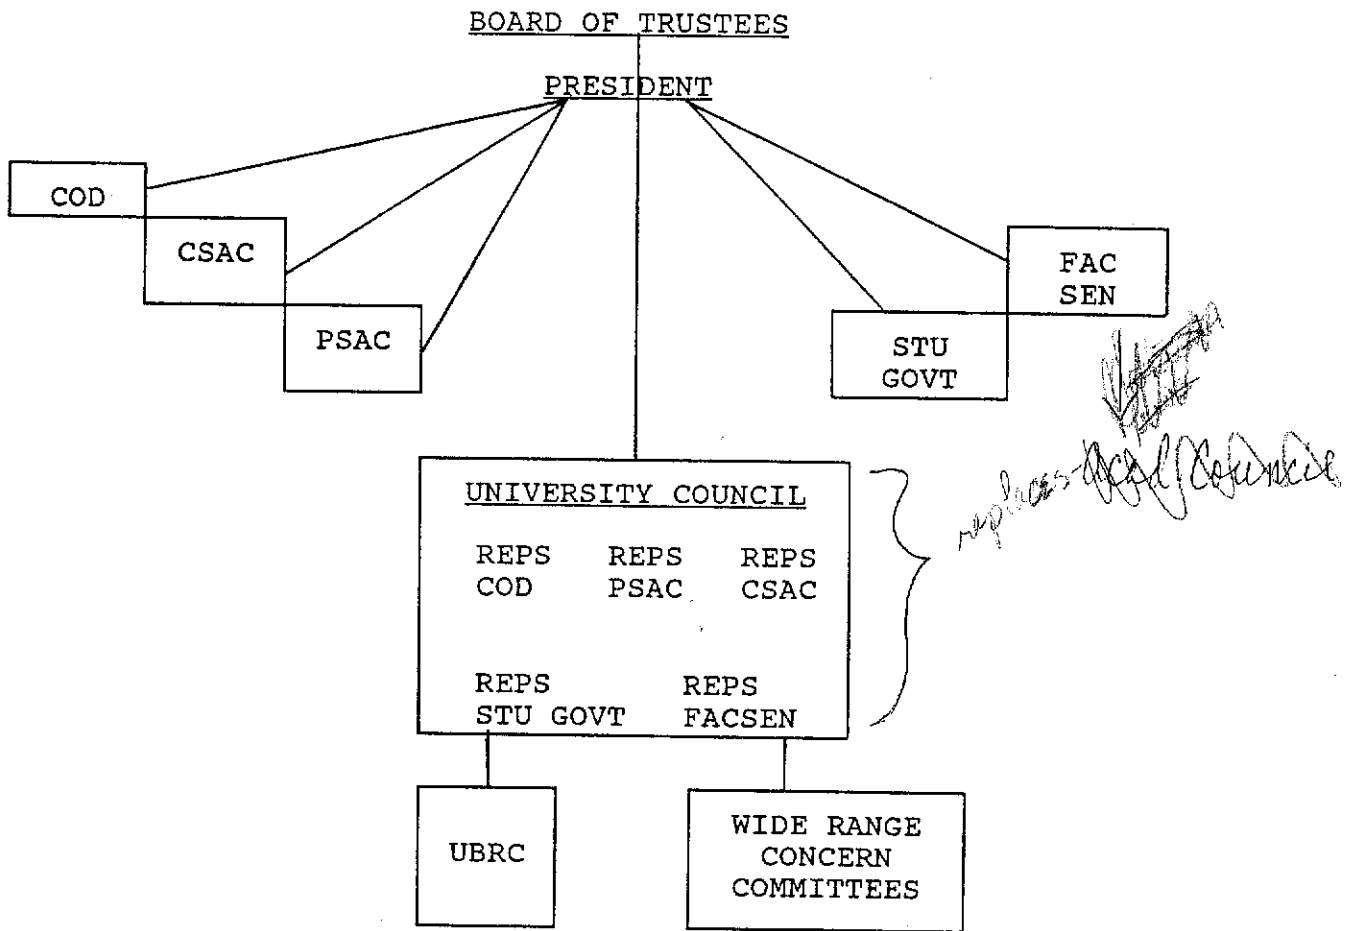 BOARD OF TRUSTEES
PRESIDENT
COD
CSAC
PSAC
FAC
SEN
STU
GOVT
replaces-
UNIVERSITY COUNCIL
REPS REPS REPS
COD PSAC CSAC
REPS REPS
STU GOVT FACSEN
UBRC
WIDE RANGE
CONCERN
COMMITTEES